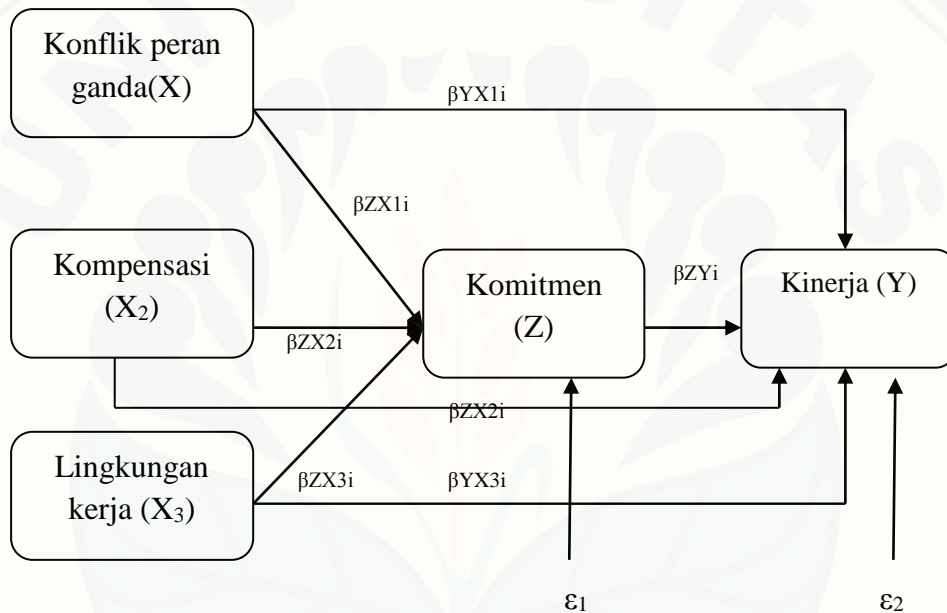 Konflik peran
ganda(X)
βYX1i
βZX1i
Kompensasi
(X₂)
βZX2i
Komitmen
(Z)
βZYi
Kinerja (Y)
βZX2i
Lingkungan
kerja (X₃)
βZX3i
βYX3i
ε₁
ε₂